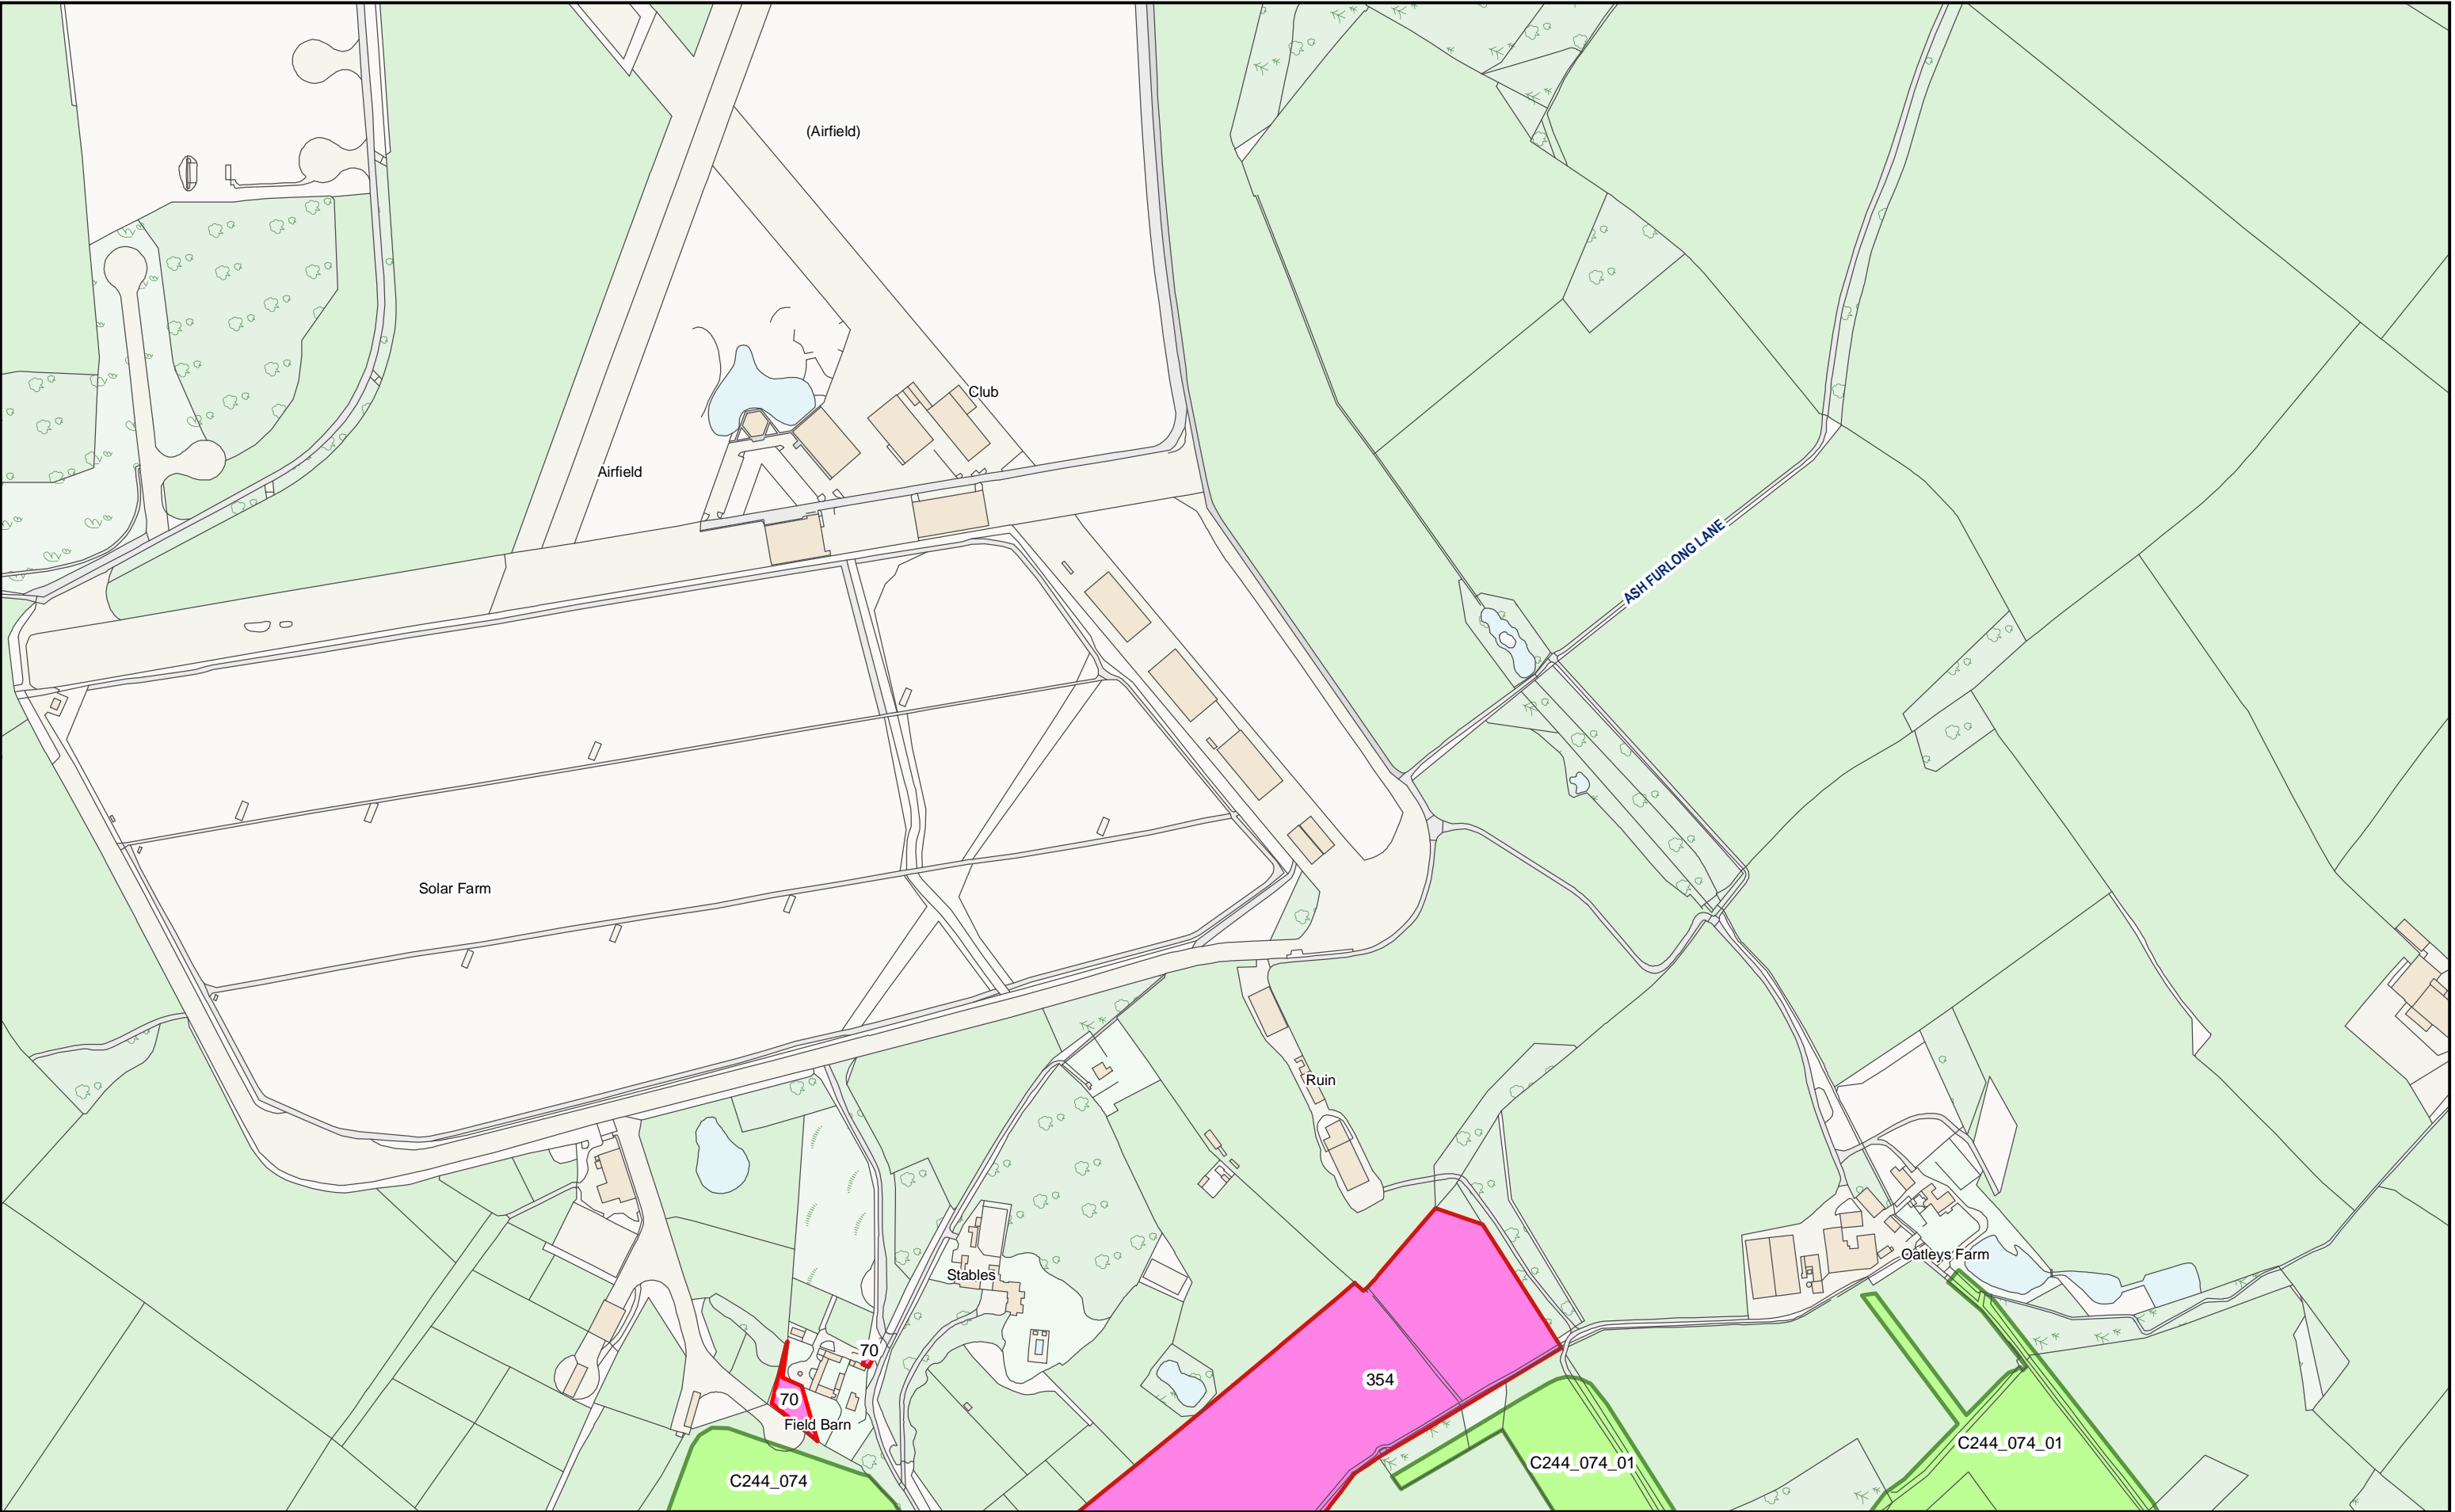 (Airfield)
Club
Airfield
ASH FURLONG LANE
Solar Farm
Ruin
Oatleys Farm
Stables
70
354
70
Field Barn
C244_074_01
C244_074_01
C244_074